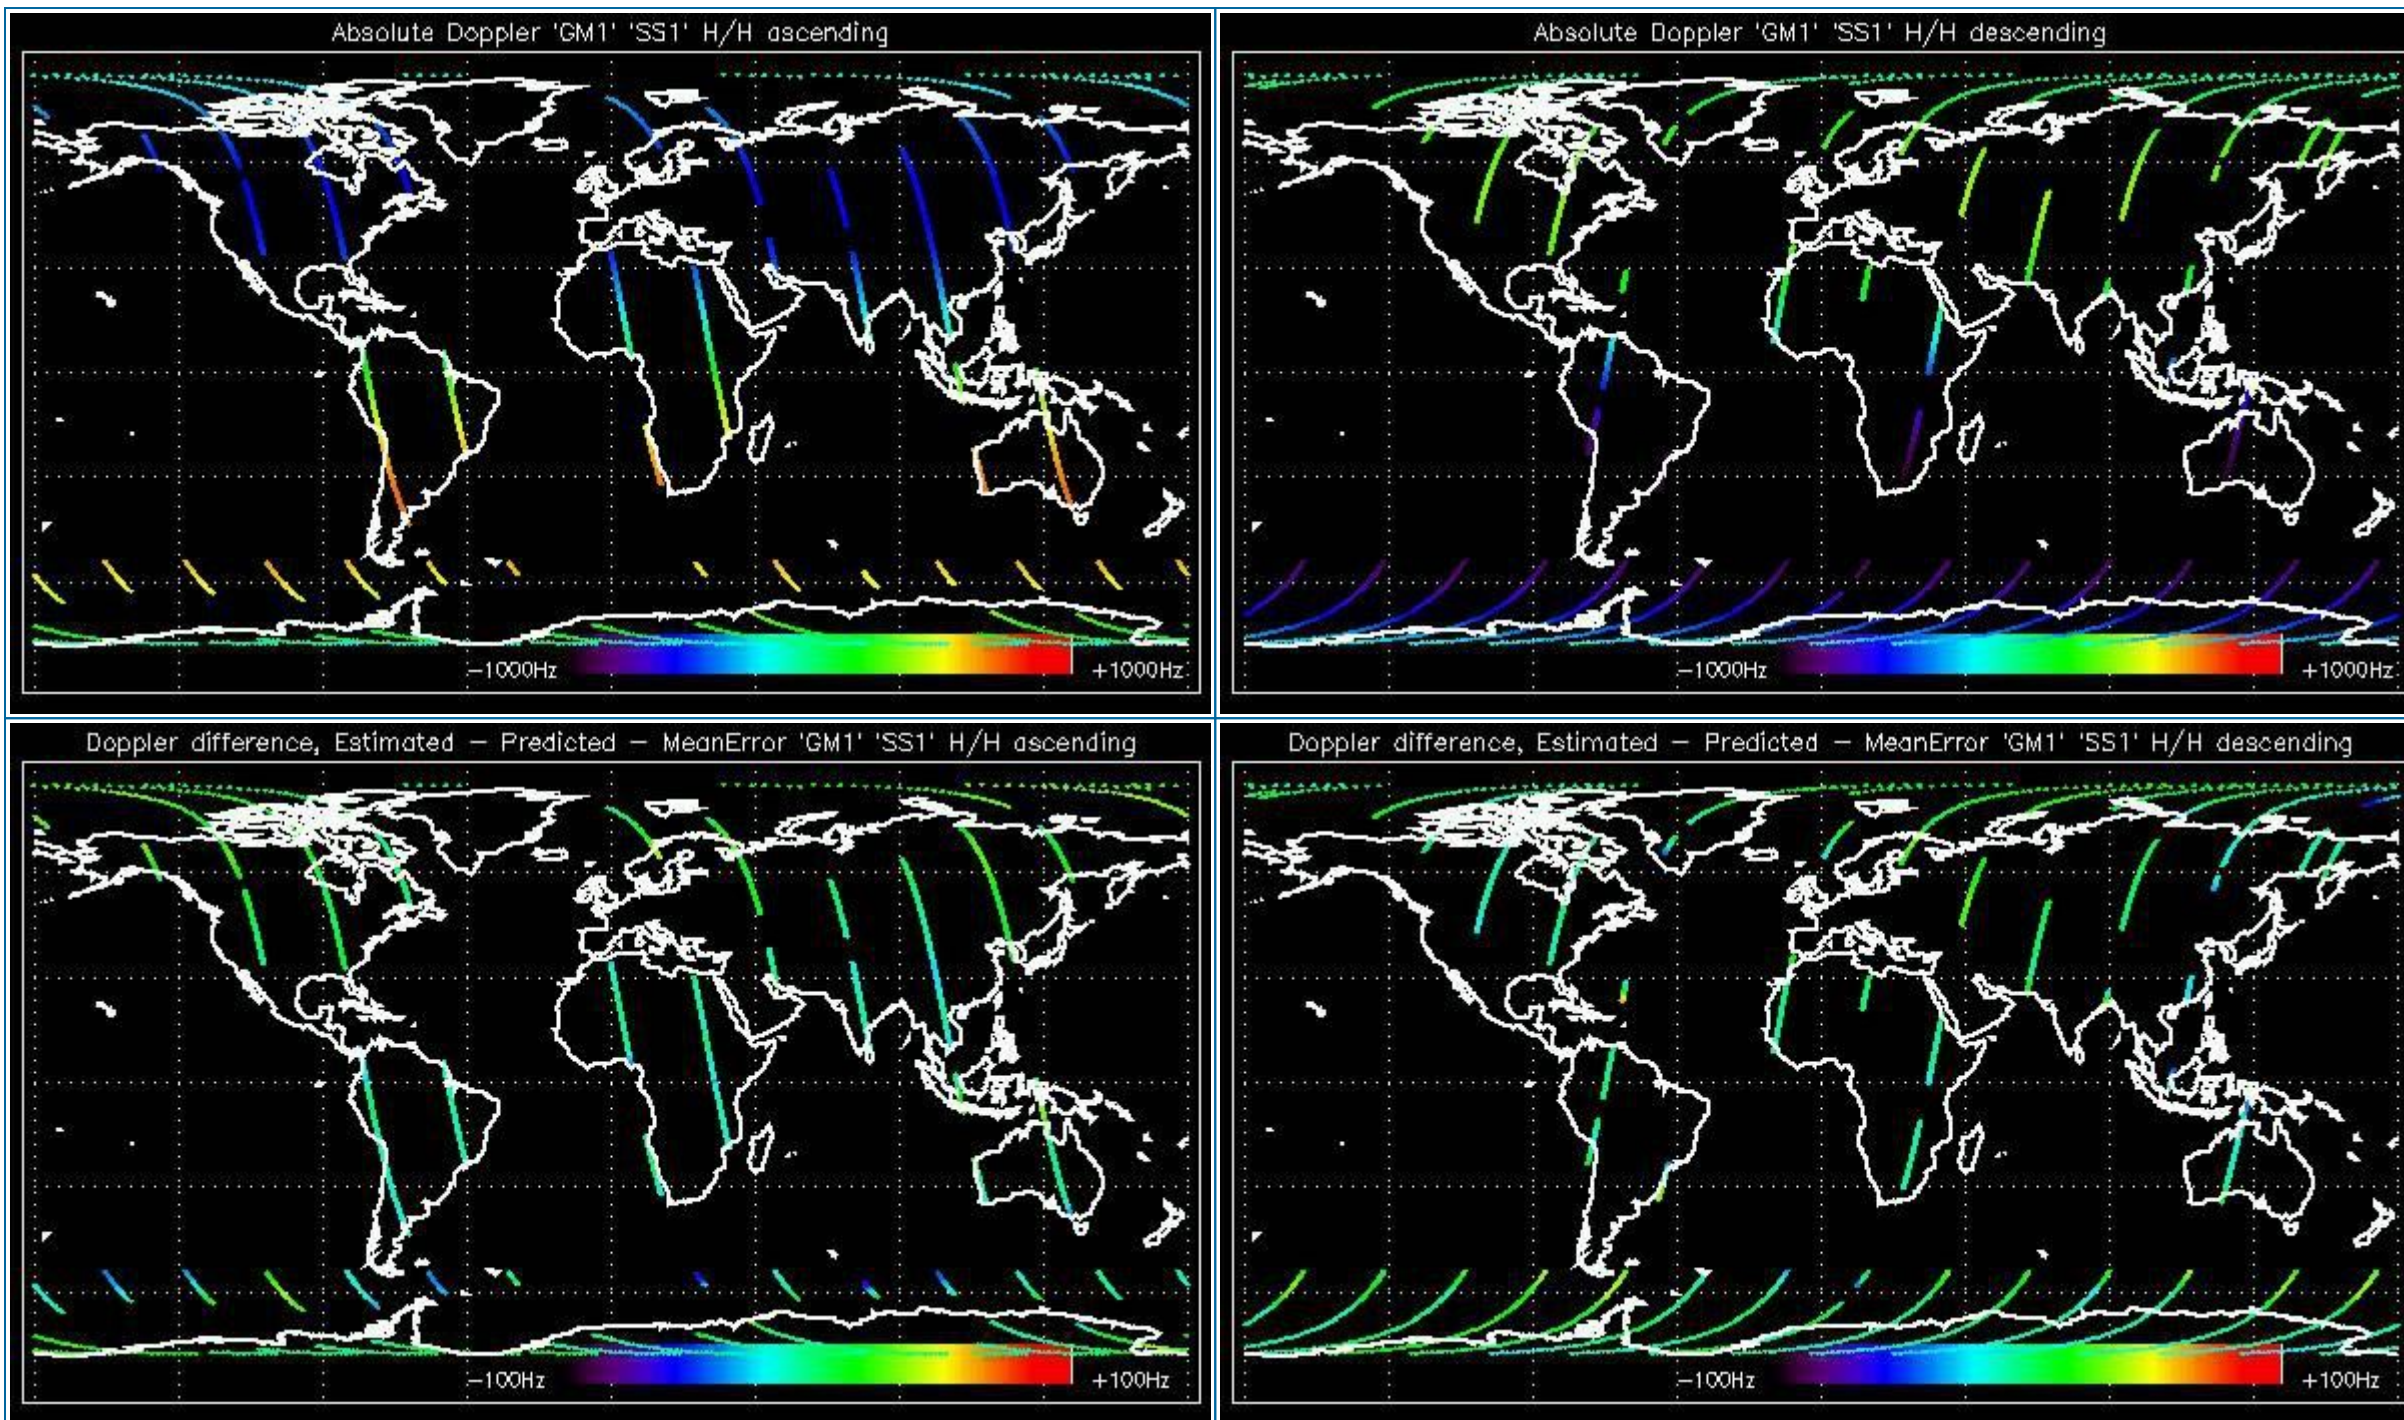 Absolute Doppler 'GM1' 'SS1' H/H ascending
−1000Hz
+1000Hz
Absolute Doppler 'GM1' 'SS1' H/H descending
−1000Hz
+1000Hz
Doppler difference, Estimated − Predicted − MeanError 'GM1' 'SS1' H/H ascending
−100Hz
+100Hz
Doppler difference, Estimated − Predicted − MeanError 'GM1' 'SS1' H/H descending
−100Hz
+100Hz